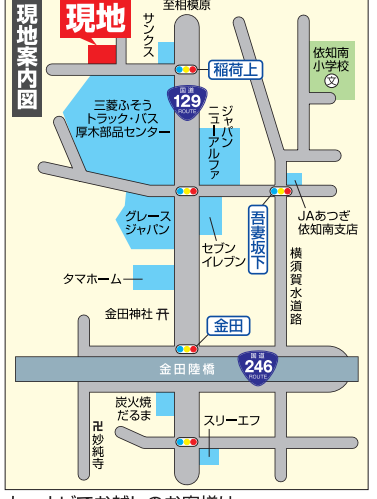 至相模原
現地案内図
現地
サンクス
稲荷上
依知南
小学校
文
国道
129
ROUTE
三菱ふそう
トラック・バス
厚木部品センター
ジャパン
ニューアルファ
グレース
ジャパン
セブン
イレブン
吾妻坂下
JAあつぎ
依知南支店
横須賀水道路
タマホーム
金田神社
金田
金田陸橋
国道
246
ROUTE
炭火焼
だるま
スリーエフ
卍妙純寺